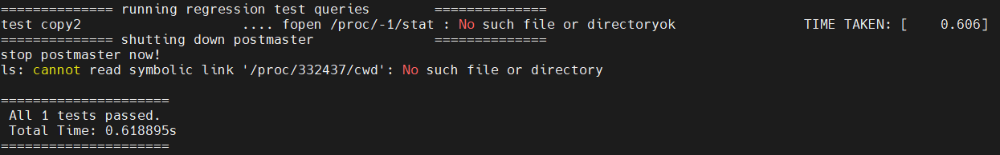 ============== running regression test queries        ==============
test copy2                    .... fopen /proc/-1/stat : No such file or directoryok                TIME TAKEN: [    0.606]
============== shutting down postmaster               ==============
stop postmaster now!
ls: cannot read symbolic link '/proc/332437/cwd': No such file or directory

=====================
 All 1 tests passed.
 Total Time: 0.618895s
=====================